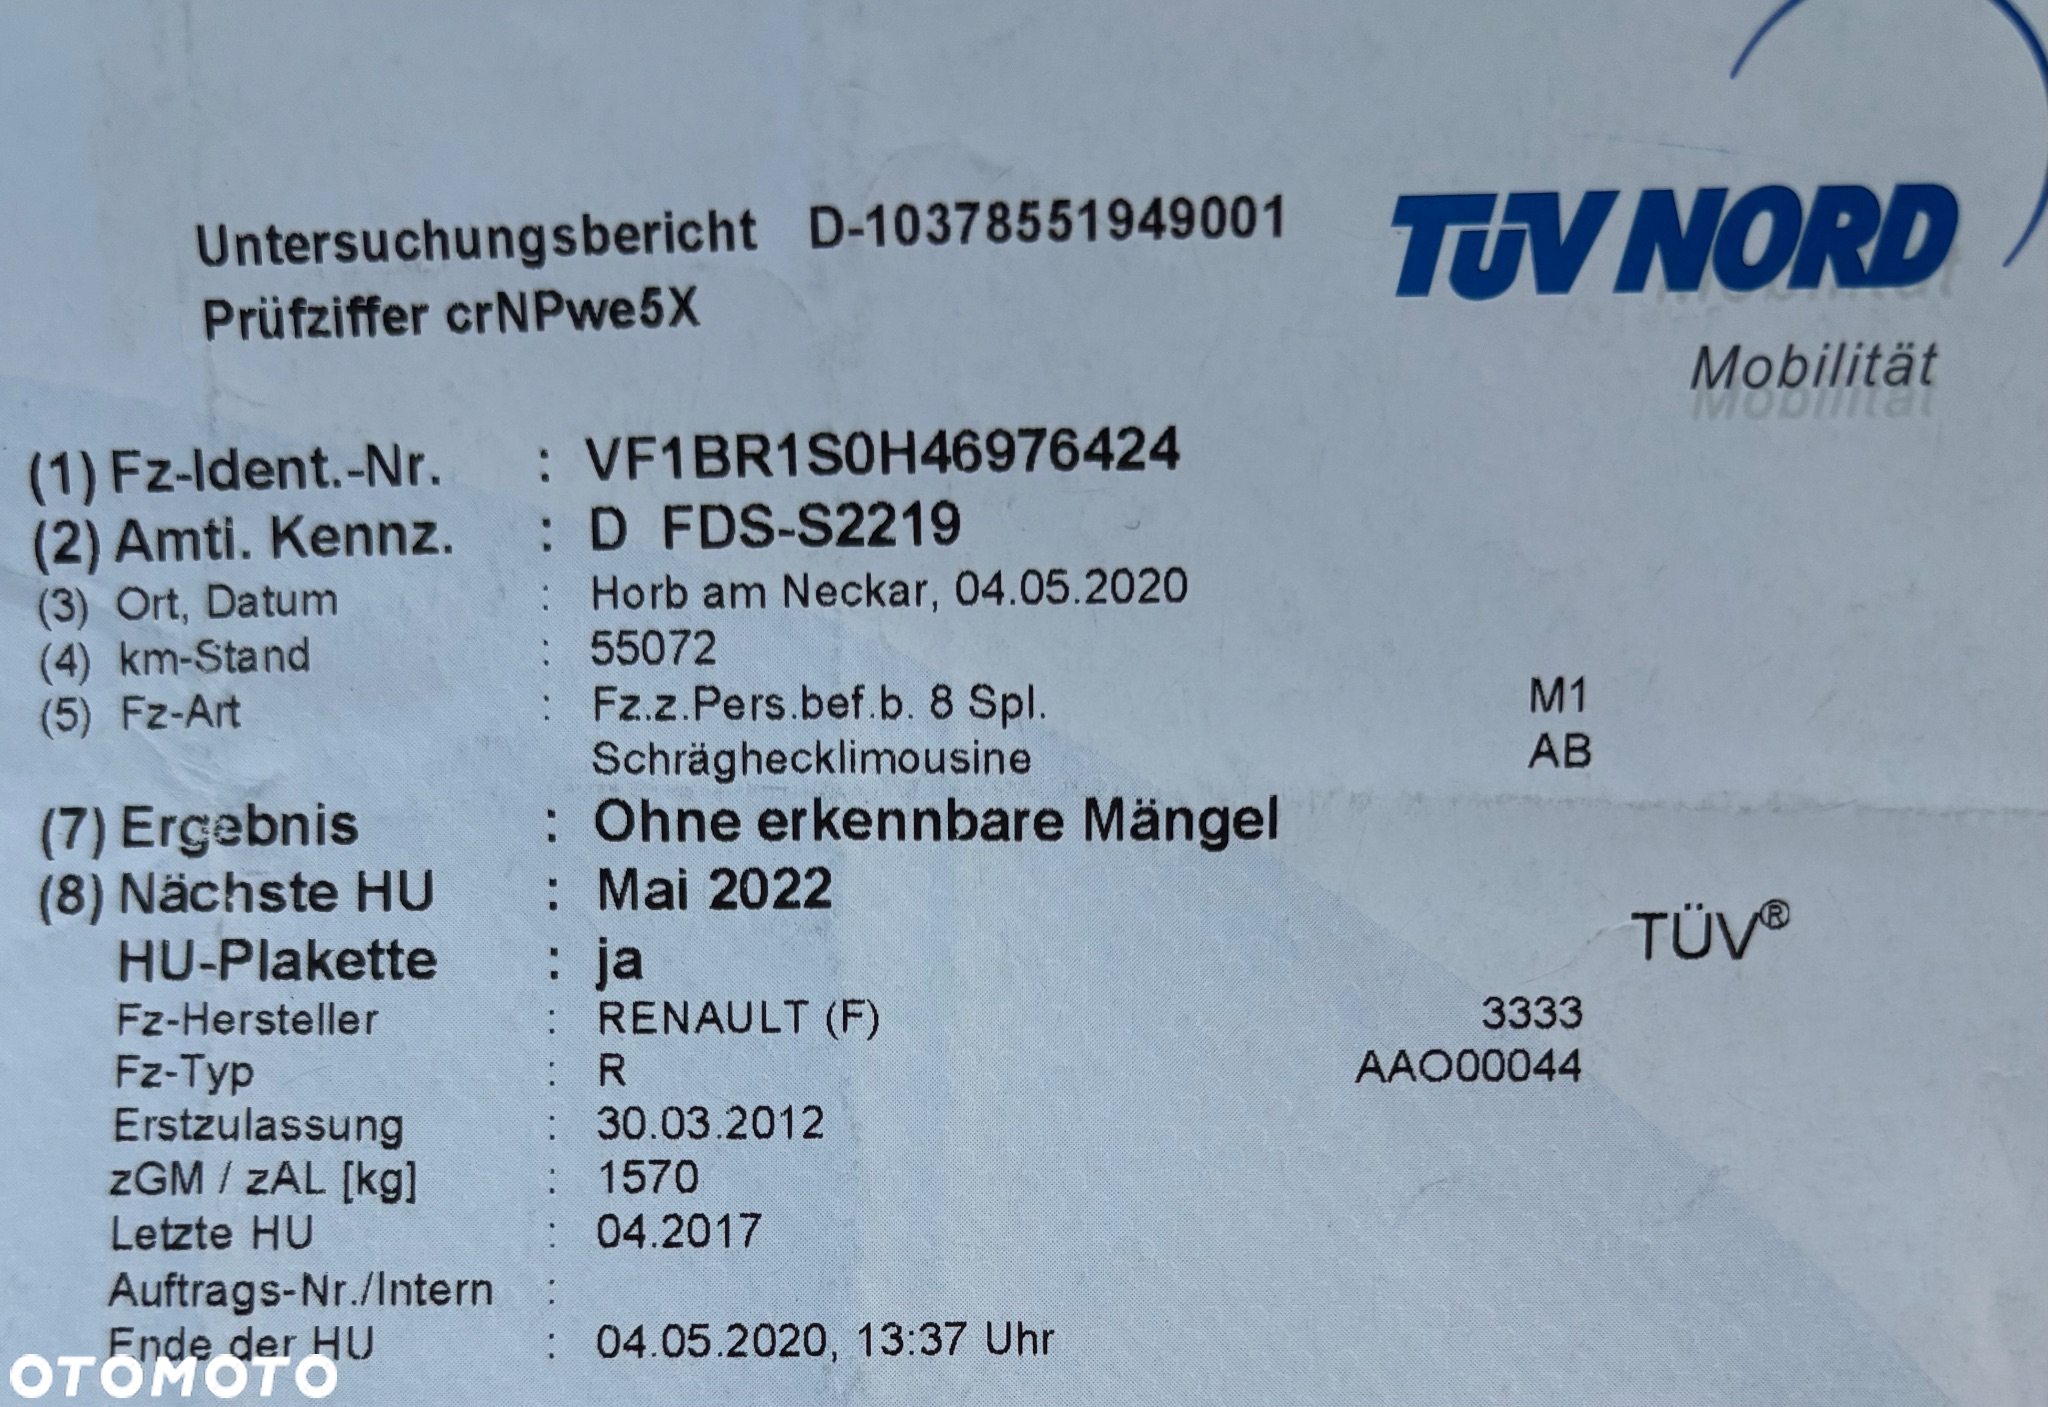 Untersuchungsbericht D-10378551949001
Prüfziffer crNPwe5X
TÜV NORD
Mobilität
(1) Fz-Ident.-Nr. : VF1BR1S0H46976424
(2) Amtl. Kennz. : D FDS-S2219
(3) Ort, Datum : Horb am Neckar, 04.05.2020
(4) km-Stand : 55072
(5) Fz-Art : Fz.z.Pers.bef.b. 8 Spl. M1
Schräghecklimousine AB
(7) Ergebnis : Ohne erkennbare Mängel
(8) Nächste HU : Mai 2022
TÜV®
HU-Plakette : ja
Fz-Hersteller : RENAULT (F) 3333
Fz-Typ : R AAO00044
Erstzulassung : 30.03.2012
zGM / zAL [kg] : 1570
Letzte HU : 04.2017
Auftrags-Nr./Intern :
Ende der HU : 04.05.2020, 13:37 Uhr
OTOMOTO